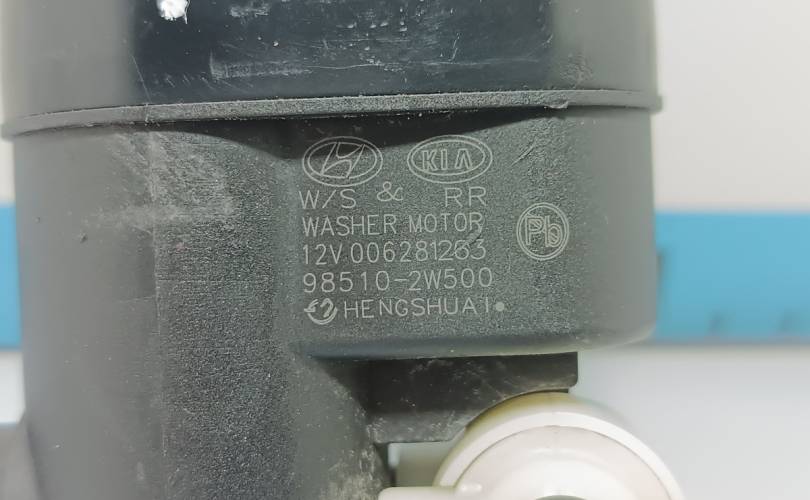 KIA
W/S & RR
WASHER MOTOR
12V 006281263
98510-2W500
HENGSHUAI
Pb